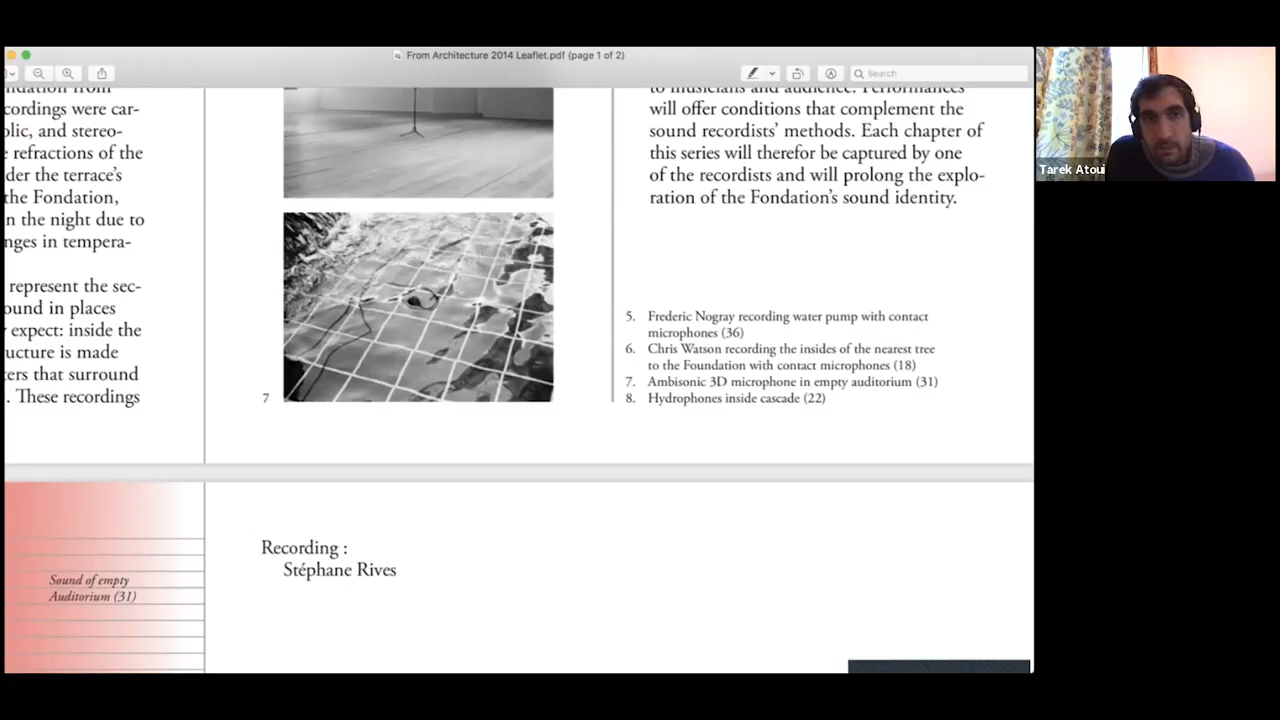 From Architecture 2014 Leaflet.pdf (page 1 of 2)
Search
ndation from
cordings were car-
olic, and stereo-
e refractions of the
der the terrace's
the Fondation,
n the night due to
nges in tempera-
represent the sec-
ound in places
expect: inside the
ucture is made
ters that surround
. These recordings
7
to musicians and audience. Performances
will offer conditions that complement the
sound recordists' methods. Each chapter of
this series will therefor be captured by one
of the recordists and will prolong the explo-
ration of the Fondation's sound identity.
5. Frederic Nogray recording water pump with contact
microphones (36)
6. Chris Watson recording the insides of the nearest tree
to the Foundation with contact microphones (18)
7. Ambisonic 3D microphone in empty auditorium (31)
8. Hydrophones inside cascade (22)
Sound of empty
Auditorium (31)
Recording :
Stéphane Rives
Tarek Atoui